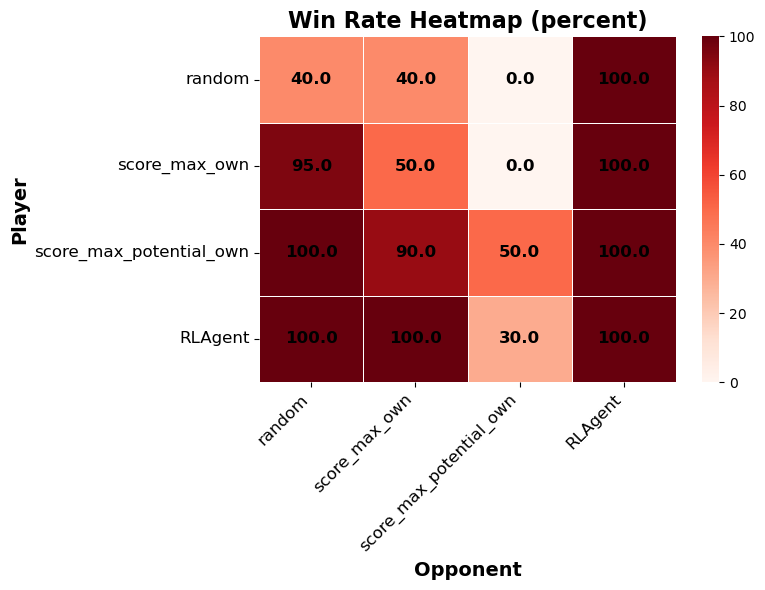 Win Rate Heatmap (percent)
Player
random
score_max_own
score_max_potential_own
RLAgent
40.0 40.0 0.0 100.0
95.0 50.0 0.0 100.0
100.0 90.0 50.0 100.0
100.0 100.0 30.0 100.0
random
score_max_own
score_max_potential_own
RLAgent
Opponent
100
80
60
40
20
0